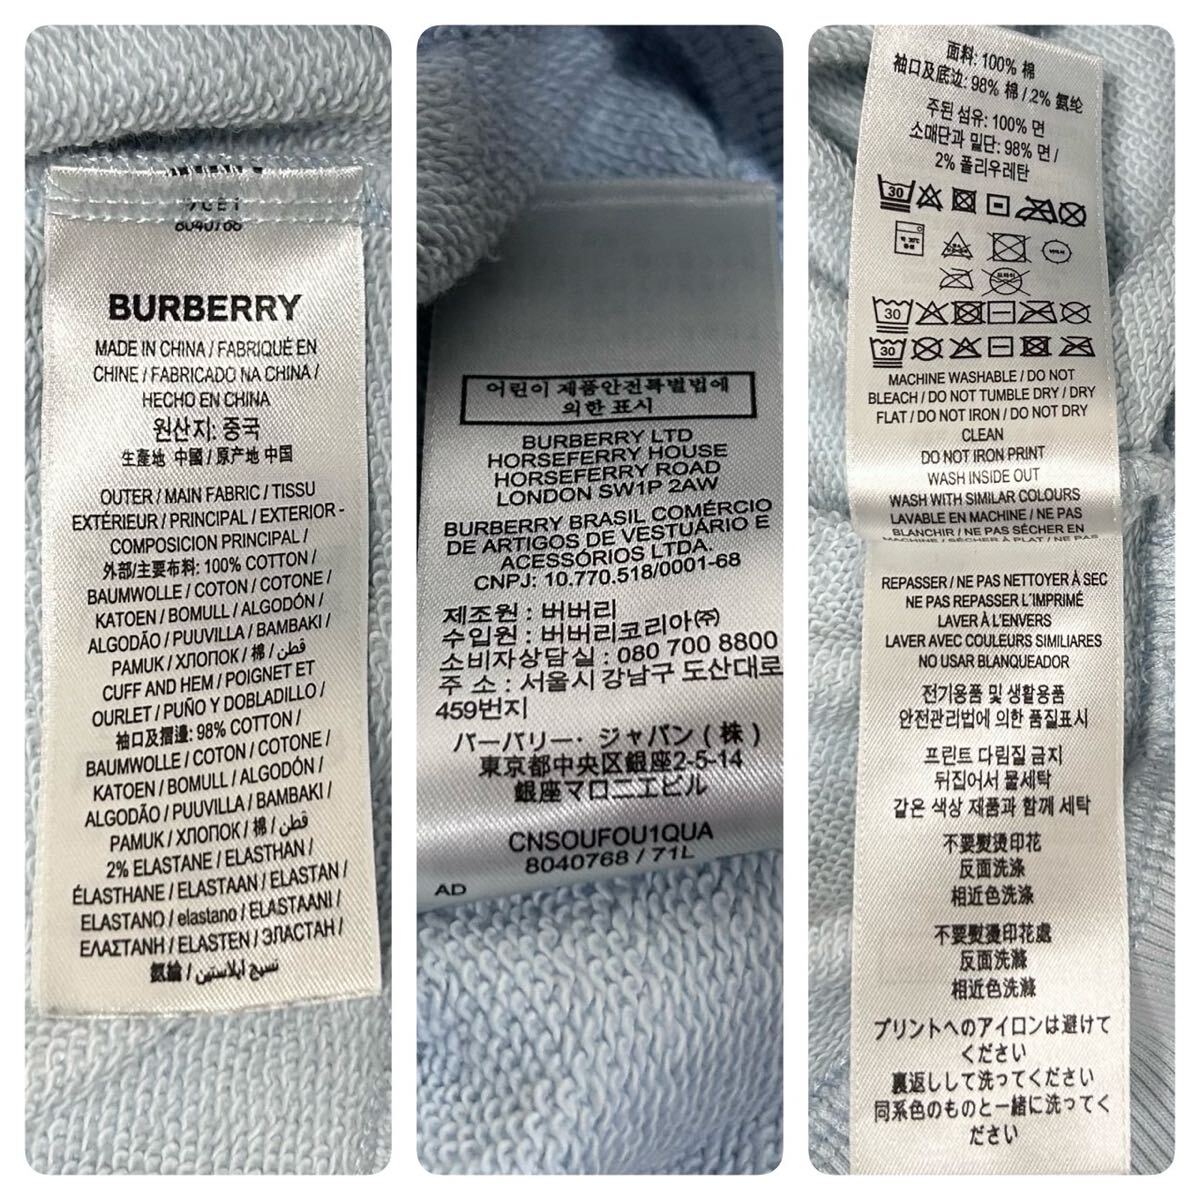 8040768
BURBERRY
MADE IN CHINA / FABRIQUÉ EN
CHINE / FABRICADO NA CHINA /
HECHO EN CHINA
원산지: 중국
生產地 中國 / 原产地 中国
OUTER / MAIN FABRIC / TISSU
EXTÉRIEUR / PRINCIPAL / EXTERIOR -
COMPOSICION PRINCIPAL /
外部/主要布料: 100% COTTON /
BAUMWOLLE / COTON / COTONE /
KATOEN / BOMULL / ALGODÓN /
ALGODÃO / PUUVILLA / BAMBAKI /
PAMUK / ХЛОПОК / 棉 / قطن
CUFF AND HEM / POIGNET ET
OURLET / PUÑO Y DOBLADILLO /
袖口及摺邊: 98% COTTON /
BAUMWOLLE / COTON / COTONE /
KATOEN / BOMULL / ALGODÓN /
ALGODÃO / PUUVILLA / BAMBAKI /
PAMUK / ХЛОПОК / 棉 / قطن
2% ELASTANE / ELASTHAN /
ÉLASTHANE / ELASTAAN / ELASTAN /
ELASTANO / elastano / ELASTAANI /
ΕΛΑΣΤΑΝΗ / ELASTEN / ЭЛАСТАН /
氨綸 / نسيج ايلاستين
어린이 제품안전특별법에
의한 표시
BURBERRY LTD
HORSEFERRY HOUSE
HORSEFERRY ROAD
LONDON SW1P 2AW
BURBERRY BRASIL COMÉRCIO
DE ARTIGOS DE VESTUÁRIO E
ACESSÓRIOS LTDA.
CNPJ: 10.770.518/0001-68
제조원 : 버버리
수입원 : 버버리코리아㈜
소비자상담실 : 080 700 8800
주 소 : 서울시 강남구 도산대로
459번지
バーバリー・ジャパン ( 株 )
東京都中央区銀座2-5-14
銀座マロニエビル
CNSOUFOU1QUA
8040768 / 71L
AD
面料: 100% 棉
袖口及底边: 98% 棉 / 2% 氨纶
주된 섬유: 100% 면
소매단과 밑단: 98% 면 /
2% 폴리우레탄
30
30
30
MACHINE WASHABLE / DO NOT
BLEACH / DO NOT TUMBLE DRY / DRY
FLAT / DO NOT IRON / DO NOT DRY
CLEAN
DO NOT IRON PRINT
WASH INSIDE OUT
WASH WITH SIMILAR COLOURS
LAVABLE EN MACHINE / NE PAS
BLANCHIR / NE PAS SÉCHER EN
MACHINE / SÉCHER À PLAT / NE PAS
REPASSER / NE PAS NETTOYER À SEC
NE PAS REPASSER L´IMPRIMÉ
LAVER À L'ENVERS
LAVER AVEC COULEURS SIMILIARES
NO USAR BLANQUEADOR
전기용품 및 생활용품
안전관리법에 의한 품질표시
프린트 다림질 금지
뒤집어서 물세탁
같은 색상 제품과 함께 세탁
不要熨烫印花
反面洗涤
相近色洗涤
不要熨燙印花處
反面洗滌
相近色洗滌
プリントへのアイロンは避けて
ください
裏返しして洗ってください
同系色のものと一緒に洗ってく
ださい